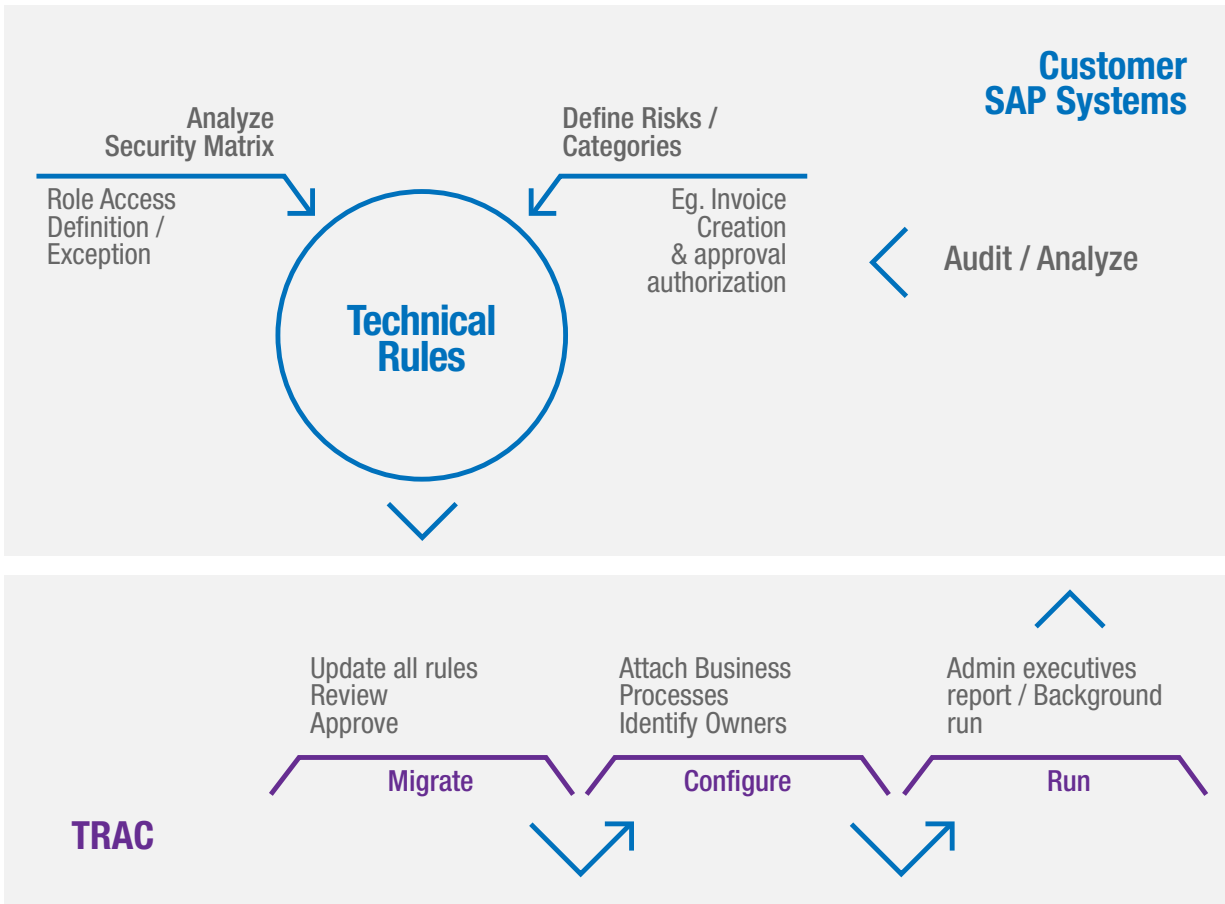 Customer
SAP Systems
Analyze
Security Matrix
Role Access
Definition /
Exception
Define Risks /
Categories
Eg. Invoice
Creation
& approval
authorization
Audit / Analyze
Technical
Rules
Update all rules
Review
Approve
Migrate
Attach Business
Processes
Identify Owners
Configure
Admin executives
report / Background
run
Run
TRAC